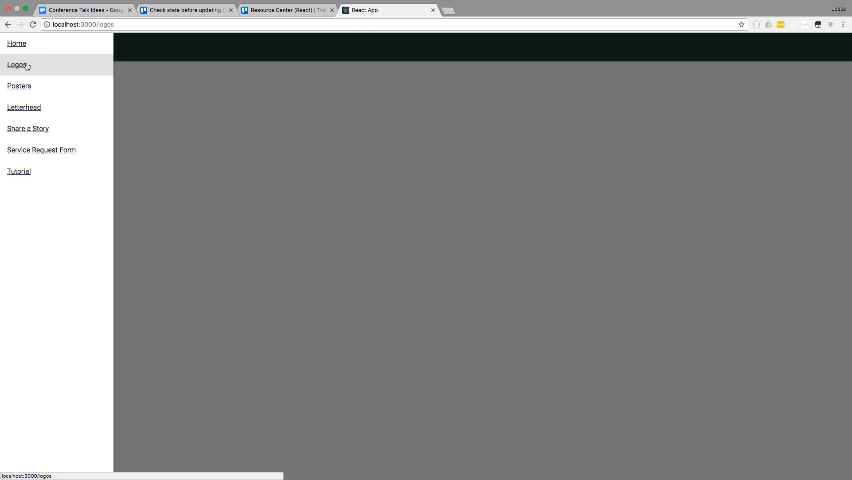 Conference Talk Ideas - Goog
Check state before updating
Resource Center (React) | Tre
React App
localhost:3000/logos
Home
Logos
Posters
Letterhead
Share a Story
Service Request Form
Tutorial
localhost:3000/logos